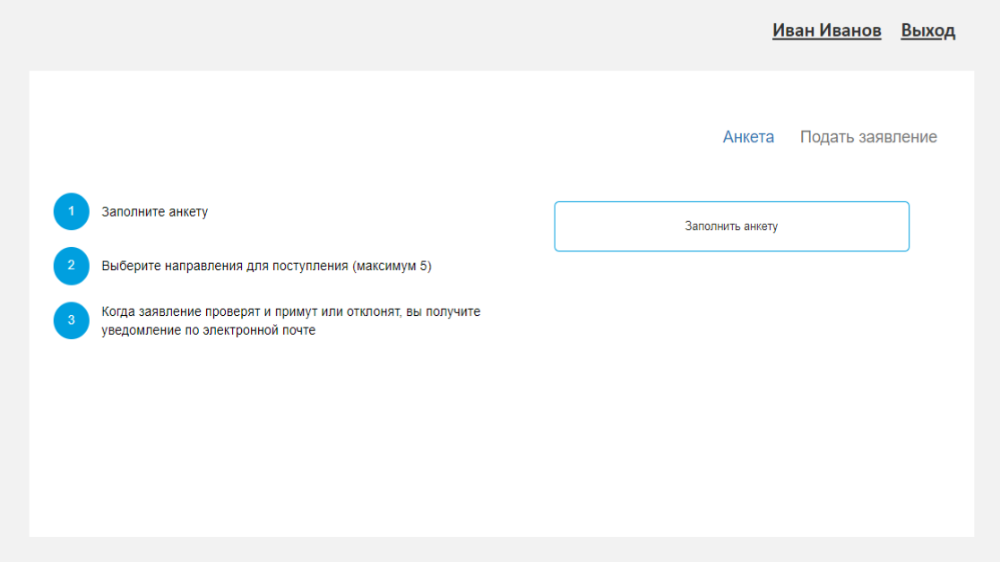 Иван Иванов Выход
Анкета Подать заявление
1 Заполните анкету
Заполнить анкету
2 Выберите направления для поступления (максимум 5)
3 Когда заявление проверят и примут или отклонят, вы получите
уведомление по электронной почте